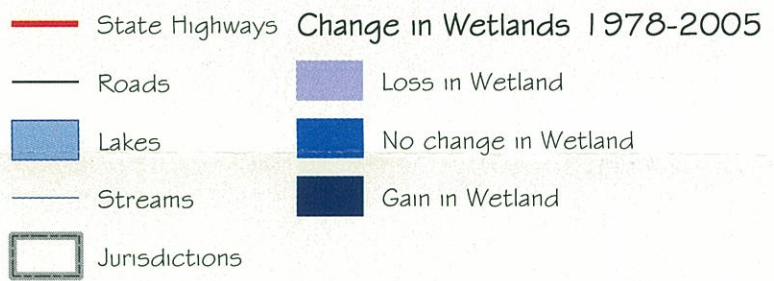 State Highways
Roads
Lakes
Streams
Jurisdictions
Change in Wetlands 1978-2005
Loss in Wetland
No change in Wetland
Gain in Wetland